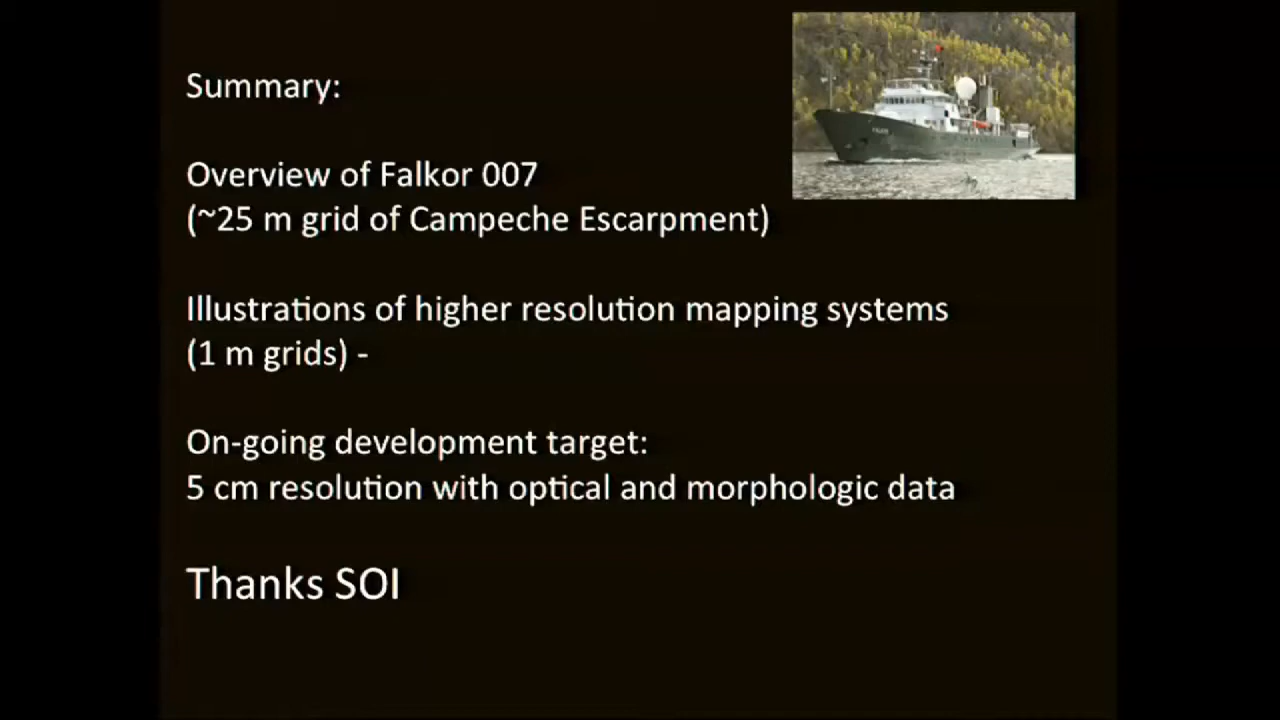 Summary:
Overview of Falkor 007
(~25 m grid of Campeche Escarpment)
Illustrations of higher resolution mapping systems
(1 m grids) -
On-going development target:
5 cm resolution with optical and morphologic data
Thanks SOI